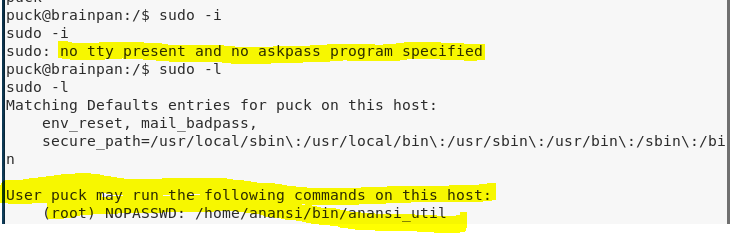 puck@brainpan:/$ sudo -i
sudo -i
sudo: no tty present and no askpass program specified
puck@brainpan:/$ sudo -l
sudo -l
Matching Defaults entries for puck on this host:
    env_reset, mail_badpass,
    secure_path=/usr/local/sbin\:/usr/local/bin\:/usr/sbin\:/usr/bin\:/sbin\:/bi
n

User puck may run the following commands on this host:
    (root) NOPASSWD: /home/anansi/bin/anansi_util